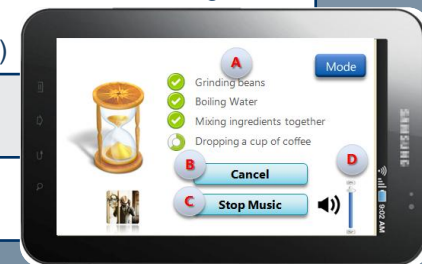 )
A
Mode
Grinding beans
Boiling Water
Mixing ingredients together
Dropping a cup of coffee
B
Cancel
D
C
Stop Music
SAMSUNG
9:02 AM